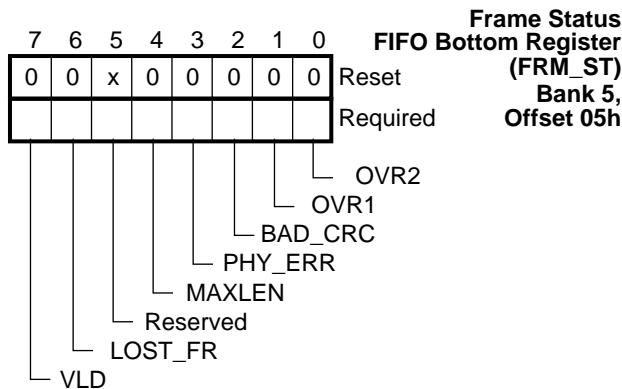 Frame Status
7 6 5 4 3 2 1 0 FIFO Bottom Register
(FRM_ST)
0 0 x 0 0 0 0 0 Reset
Bank 5,
Required Offset 05h
OVR2
OVR1
BAD_CRC
PHY_ERR
MAXLEN
Reserved
LOST_FR
VLD